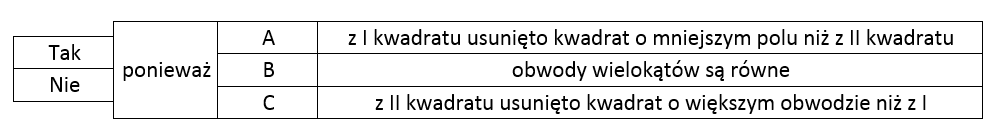 Tak
Nie
ponieważ
A z I kwadratu usunięto kwadrat o mniejszym polu niż z II kwadratu
B obwody wielokątów są równe
C z II kwadratu usunięto kwadrat o większym obwodzie niż z I